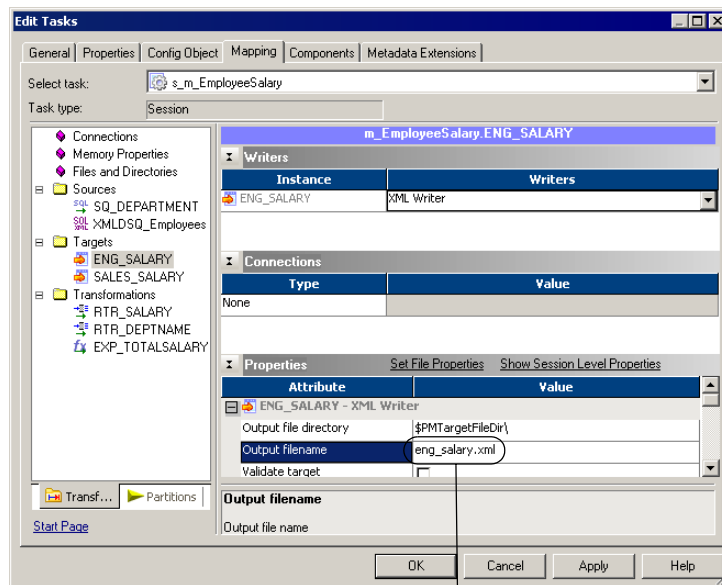 Edit Tasks
General Properties Config Object Mapping Components Metadata Extensions
Select task: s_m_EmployeeSalary
Task type: Session
Connections
Memory Properties
Files and Directories
Sources
SQ_DEPARTMENT
XMLDSQ_Employees
Targets
ENG_SALARY
SALES_SALARY
Transformations
RTR_SALARY
RTR_DEPTNAME
EXP_TOTALSALARY
Transf... Partitions
Start Page
m_EmployeeSalary.ENG_SALARY
Writers
Instance Writers
ENG_SALARY XML Writer
Connections
Type Value
None
Properties Set File Properties Show Session Level Properties
Attribute Value
ENG_SALARY - XML Writer
Output file directory $PMTargetFileDir\
Output filename eng_salary.xml
Validate target
Output filename
Output file name
OK Cancel Apply Help